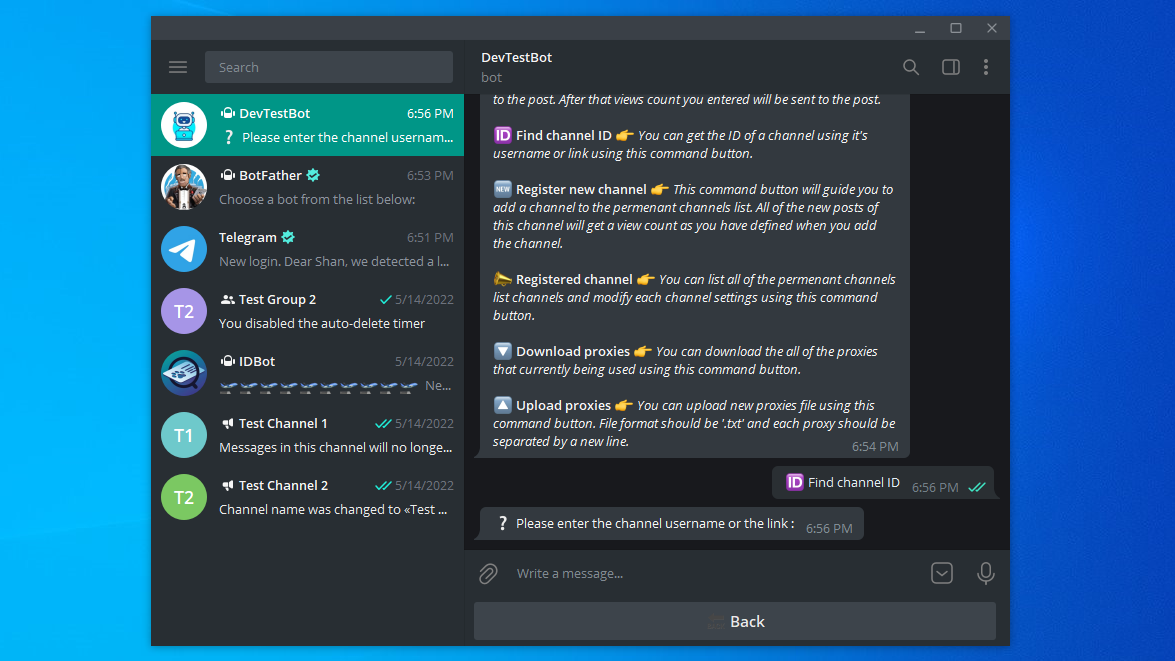 Search
DevTestBot
6:56 PM
? Please enter the channel usernam...
BotFather
6:53 PM
Choose a bot from the list below:
Telegram
6:51 PM
New login. Dear Shan, we detected a l...
T2
Test Group 2
5/14/2022
You disabled the auto-delete timer
IDBot
5/14/2022
Ne...
T1
Test Channel 1
5/14/2022
Messages in this channel will no longe...
T2
Test Channel 2
5/14/2022
Channel name was changed to «Test ...
DevTestBot
bot
to the post. After that views count you entered will be sent to the post.
🆔 Find channel ID 👉 You can get the ID of a channel using it's
username or link using this command button.
🆕 Register new channel 👉 This command button will guide you to
add a channel to the permenant channels list. All of the new posts of
this channel will get a view count as you have defined when you add
the channel.
📣 Registered channel 👉 You can list all of the permenant channels
list channels and modify each channel settings using this command
button.
🔽 Download proxies 👉 You can download the all of the proxies
that currently being used using this command button.
🔼 Upload proxies 👉 You can upload new proxies file using this
command button. File format should be '.txt' and each proxy should be
separated by a new line.
6:54 PM
🆔 Find channel ID
6:56 PM
? Please enter the channel username or the link :
6:56 PM
Write a message...
Back